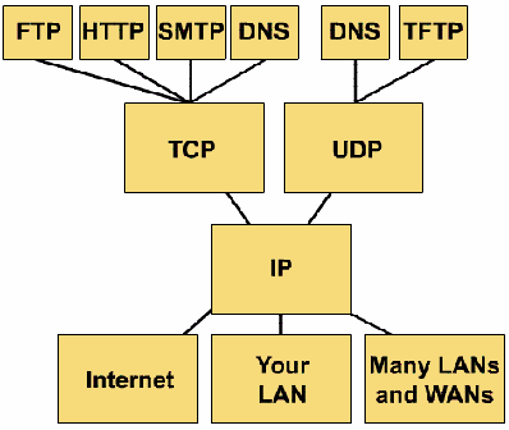 FTP
HTTP
SMTP
DNS
DNS
TFTP
TCP
UDP
IP
Internet
Your
LAN
Many LANs
and WANs